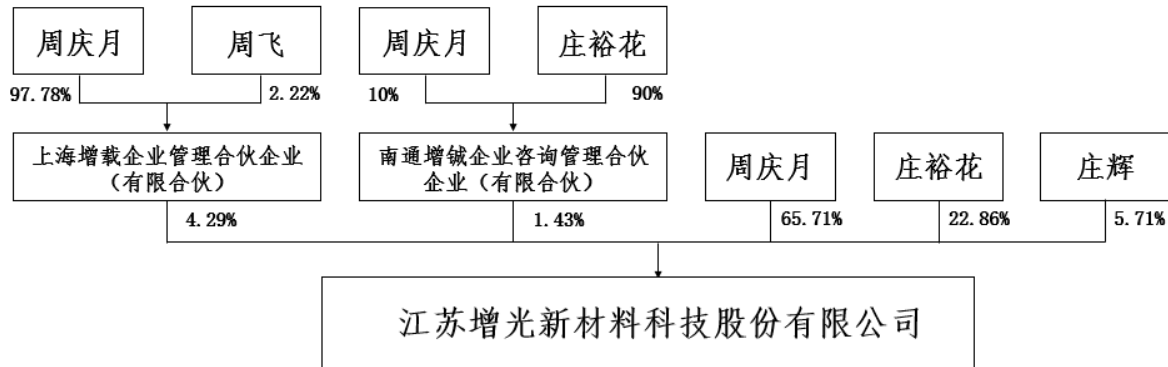 周庆月
周飞
周庆月
庄裕花
97.78%
2.22%
10%
90%
上海增载企业管理合伙企业
（有限合伙）
南通增铖企业咨询管理合伙
企业（有限合伙）
周庆月
庄裕花
庄辉
4.29%
1.43%
65.71%
22.86%
5.71%
江苏增光新材料科技股份有限公司